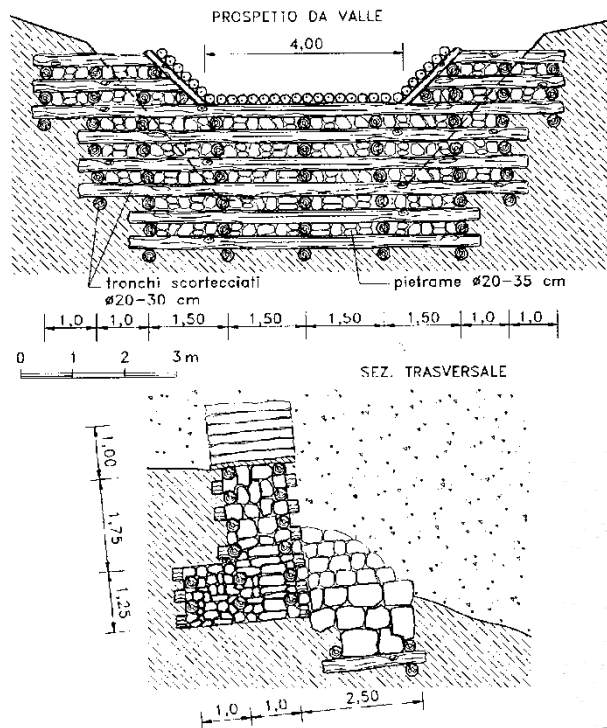 PROSPETTO DA VALLE
4,00
tronchi scortecciati
ø20-30 cm
pietrame ø20-35 cm
1,0 1,0 1,50 1,50 1,50 1,50 1,0 1,0
0 1 2 3 m
SEZ. TRASVERSALE
1,00
1,75
1,25
1,0 1,0 2,50